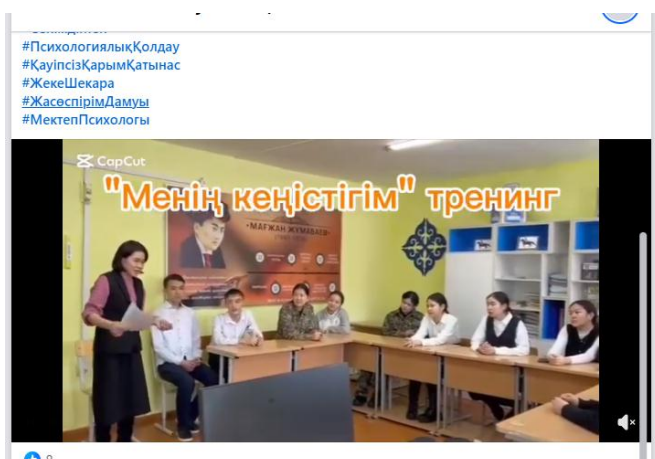 #ПсихологиялықҚолдау
#ҚауіпсізҚарымҚатынас
#ЖекеШекара
#ЖасөспірімДамуы
#МектепПсихологы
CapCut
"Менің кеңістігім" тренинг
МАҒЖАН ЖҰМАБАЕВ